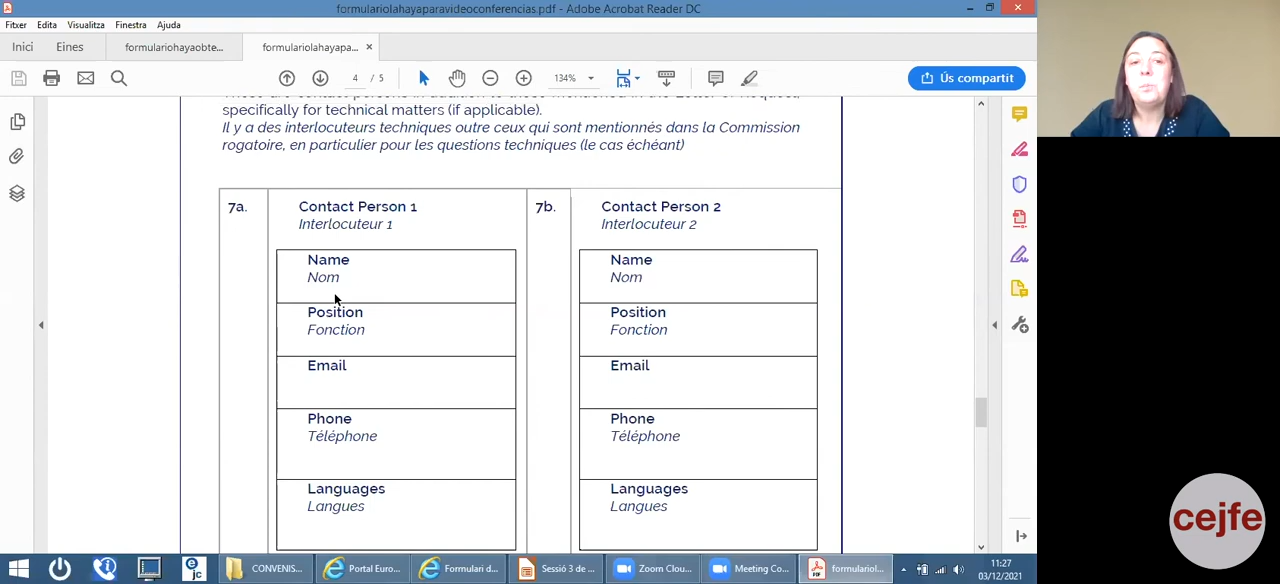 formulariolahayaparavideoconferencias.pdf - Adobe Acrobat Reader DC
Fitxer Edita Visualitza Finestra Ajuda
Inici Eines formulariohayaobte... formulariolahayapa... ×
4 / 5 134% Ús compartit
specifically for technical matters (if applicable).
Il y a des interlocuteurs techniques outre ceux qui sont mentionnés dans la Commission
rogatoire, en particulier pour les questions techniques (le cas échéant)
7a. Contact Person 1 7b. Contact Person 2
Interlocuteur 1 Interlocuteur 2
Name Name
Nom Nom
Position Position
Fonction Fonction
Email Email
Phone Phone
Téléphone Téléphone
Languages Languages
Langues Langues
cejfe
CONVENIS... Portal Euro... Formulari d... Sessió 3 de ... Zoom Clou... Meeting Co... formulariol...
11:27
03/12/2021